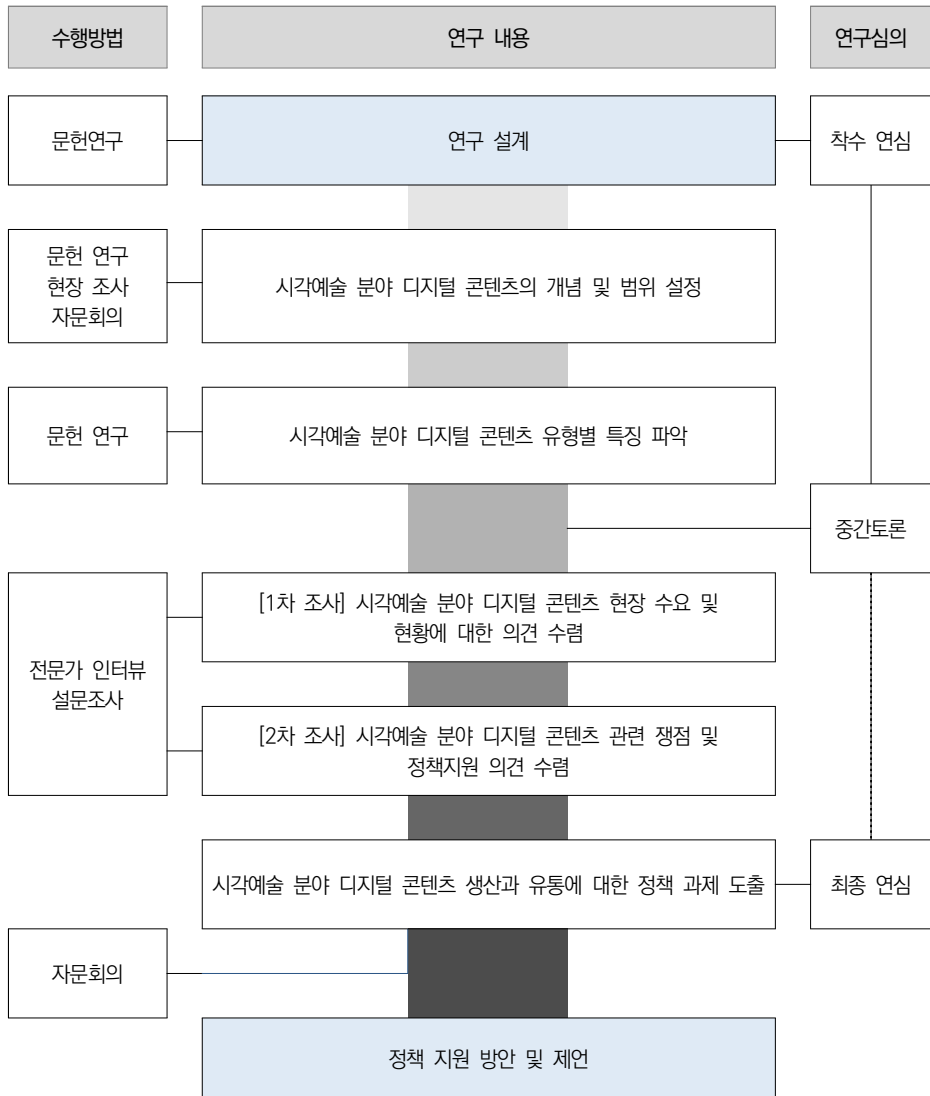 수행방법
연구 내용
연구심의
문헌연구
연구 설계
착수 연심
문헌 연구
현장 조사
자문회의
시각예술 분야 디지털 콘텐츠의 개념 및 범위 설정
문헌 연구
시각예술 분야 디지털 콘텐츠 유형별 특징 파악
중간토론
전문가 인터뷰
설문조사
[1차 조사] 시각예술 분야 디지털 콘텐츠 현장 수요 및
현황에 대한 의견 수렴
[2차 조사] 시각예술 분야 디지털 콘텐츠 관련 쟁점 및
정책지원 의견 수렴
시각예술 분야 디지털 콘텐츠 생산과 유통에 대한 정책 과제 도출
최종 연심
자문회의
정책 지원 방안 및 제언